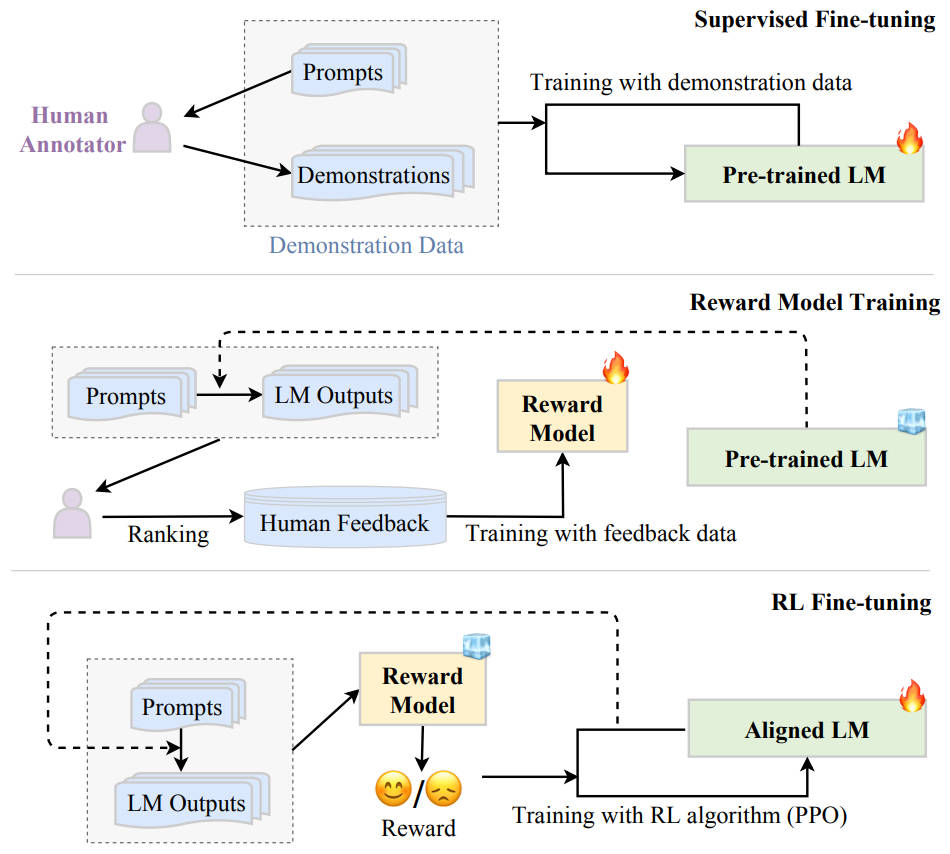 Supervised Fine-tuning
Prompts
Training with demonstration data
Human
Annotator
Demonstrations
Pre-trained LM
Demonstration Data
Reward Model Training
Prompts
LM Outputs
Reward
Model
Pre-trained LM
Ranking
Human Feedback
Training with feedback data
RL Fine-tuning
Prompts
Reward
Model
Aligned LM
LM Outputs
/
Reward
Training with RL algorithm (PPO)